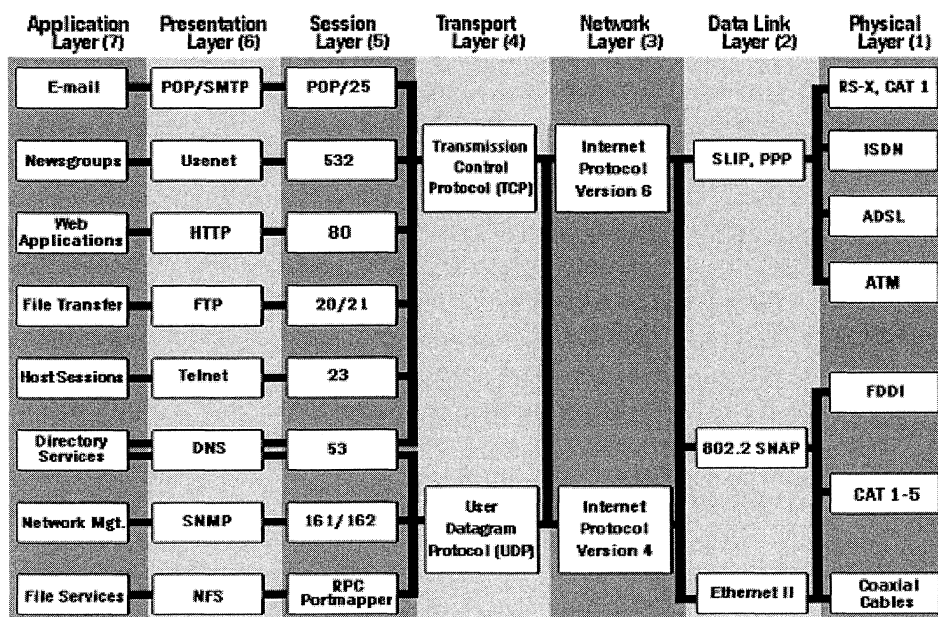 Application Layer (7)
Presentation Layer (6)
Session Layer (5)
Transport Layer (4)
Network Layer (3)
Data Link Layer (2)
Physical Layer (1)
E-mail
POP/SMTP
POP/25
RS-X, CAT 1
Newsgroups
Usenet
532
Transmission
Control
Protocol (TCP)
Internet
Protocol
Version 6
SLIP, PPP
ISDN
Web
Applications
HTTP
80
ADSL
File Transfer
FTP
20/21
ATM
Host Sessions
Telnet
23
FDDI
Directory
Services
DNS
53
802.2 SNAP
Network Mgt.
SNMP
161/162
User
Datagram
Protocol (UDP)
Internet
Protocol
Version 4
CAT 1-5
File Services
NFS
RPC
Portmapper
Ethernet II
Coaxial
Cables